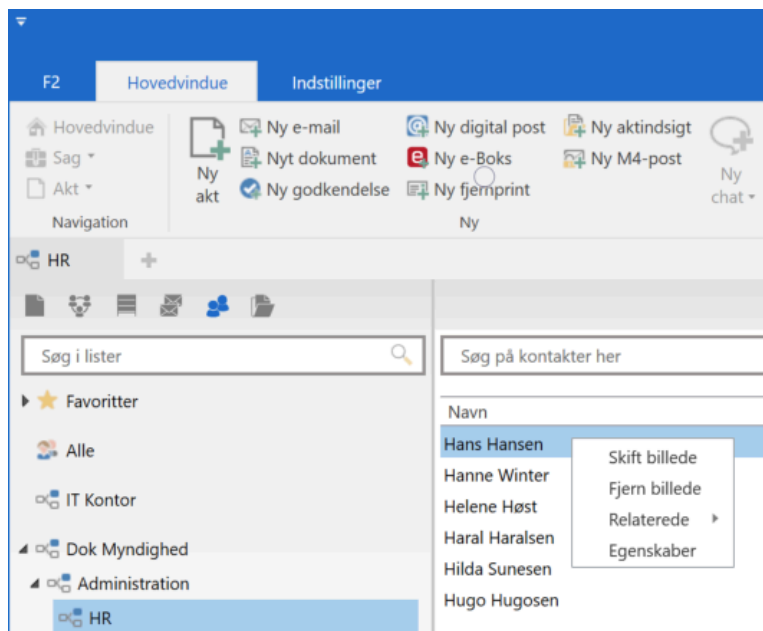 F2
Hovedvindue
Indstillinger
Hovedvindue
Sag
Akt
Navigation
Ny
akt
Ny e-mail
Nyt dokument
Ny godkendelse
Ny digital post
Ny e-Boks
Ny fjernprint
Ny aktindsigt
Ny M4-post
Ny
Ny
chat
HR
Søg i lister
Favoritter
Alle
IT Kontor
Dok Myndighed
Administration
HR
Søg på kontakter her
Navn
Hans Hansen
Hanne Winter
Helene Høst
Haral Haralsen
Hilda Sunesen
Hugo Hugosen
Skift billede
Fjern billede
Relaterede
Egenskaber